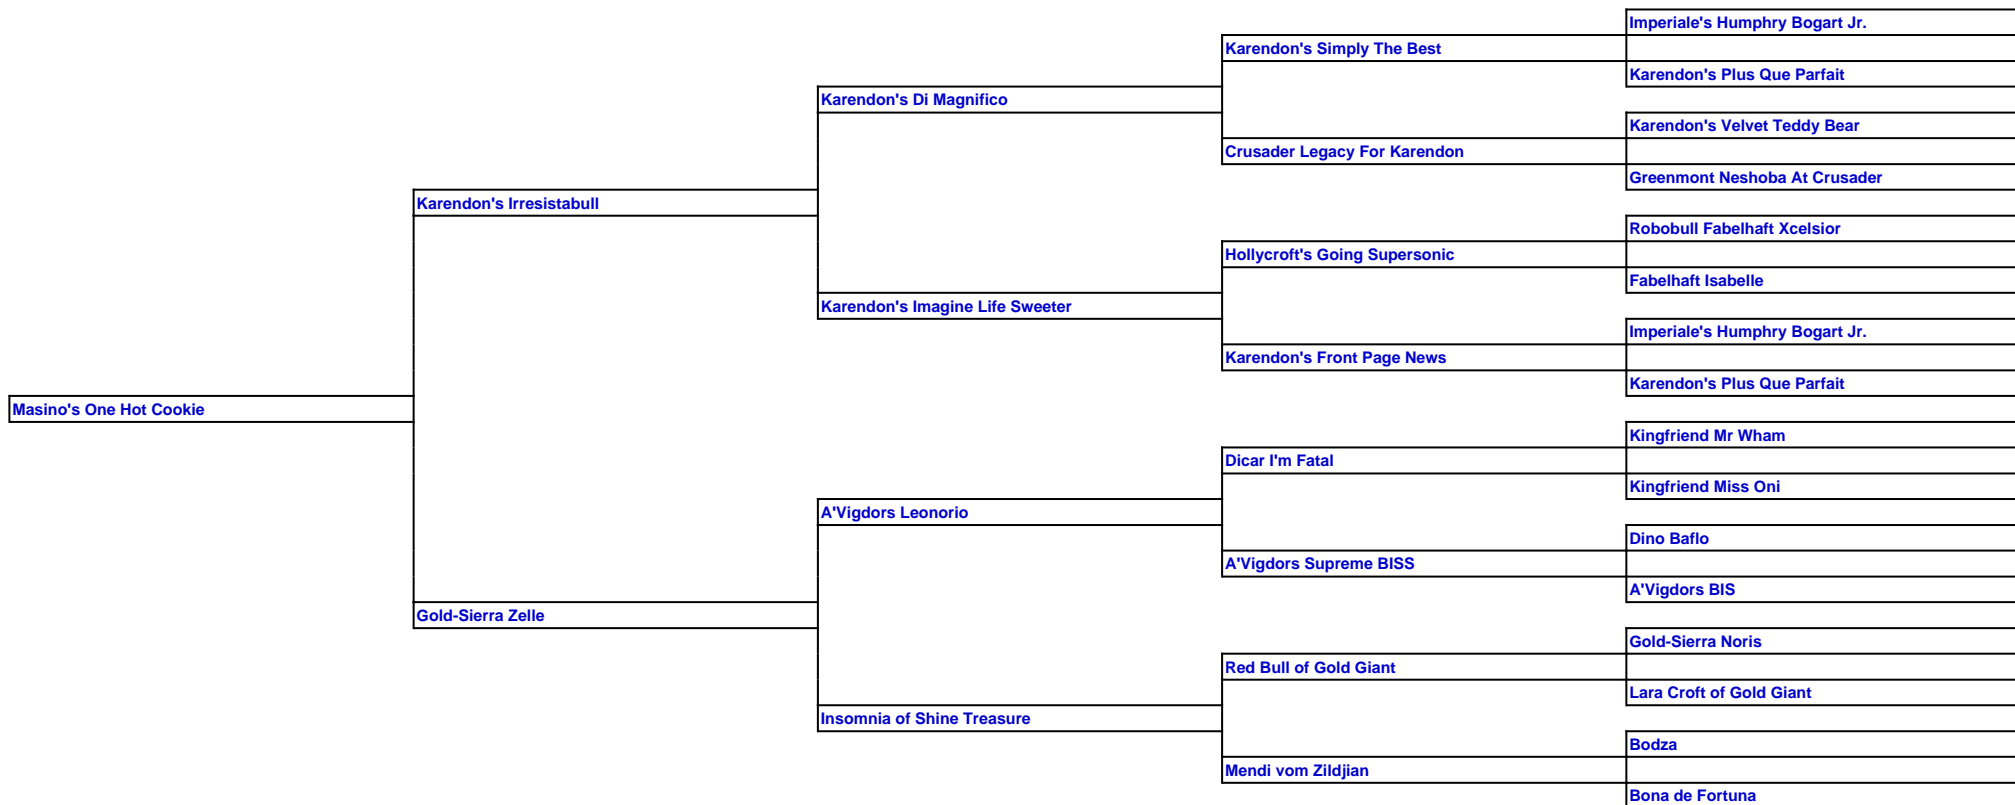 Imperiale's Humphry Bogart Jr.
Karendon's Simply The Best
Karendon's Plus Que Parfait
Karendon's Di Magnifico
Karendon's Velvet Teddy Bear
Crusader Legacy For Karendon
Greenmont Neshoba At Crusader
Karendon's Irresistabull
Robobull Fabelhaft Xcelsior
Hollycroft's Going Supersonic
Fabelhaft Isabelle
Karendon's Imagine Life Sweeter
Imperiale's Humphry Bogart Jr.
Karendon's Front Page News
Karendon's Plus Que Parfait
Masino's One Hot Cookie
Kingfriend Mr Wham
Dicar I'm Fatal
Kingfriend Miss Oni
A'Vigdors Leonorio
Dino Baflo
A'Vigdors Supreme BISS
A'Vigdors BIS
Gold-Sierra Zelle
Gold-Sierra Noris
Red Bull of Gold Giant
Lara Croft of Gold Giant
Insomnia of Shine Treasure
Bodza
Mendi vom Zildjian
Bona de Fortuna